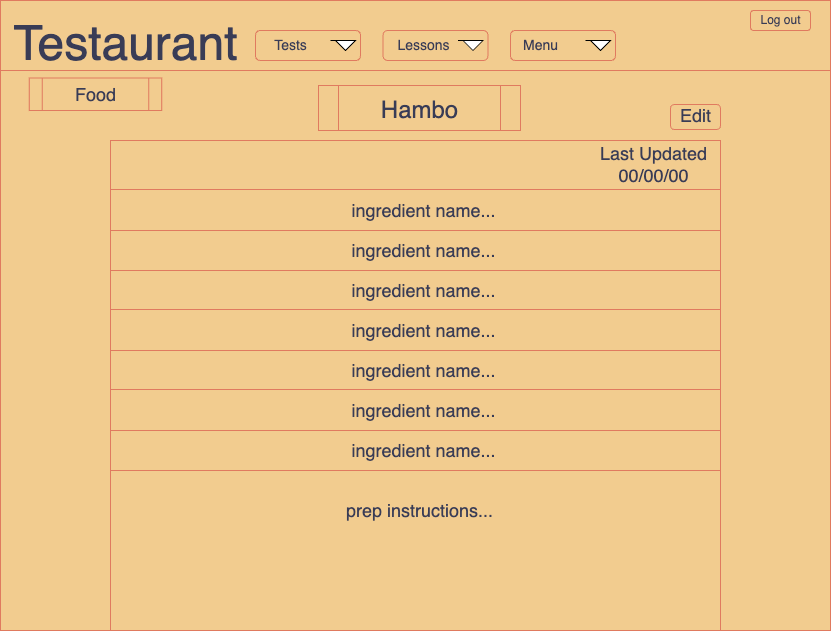 Testaurant
Tests
Lessons
Menu
Log out
Food
Hambo
Edit
Last Updated
00/00/00
ingredient name...
ingredient name...
ingredient name...
ingredient name...
ingredient name...
ingredient name...
ingredient name...
prep instructions...